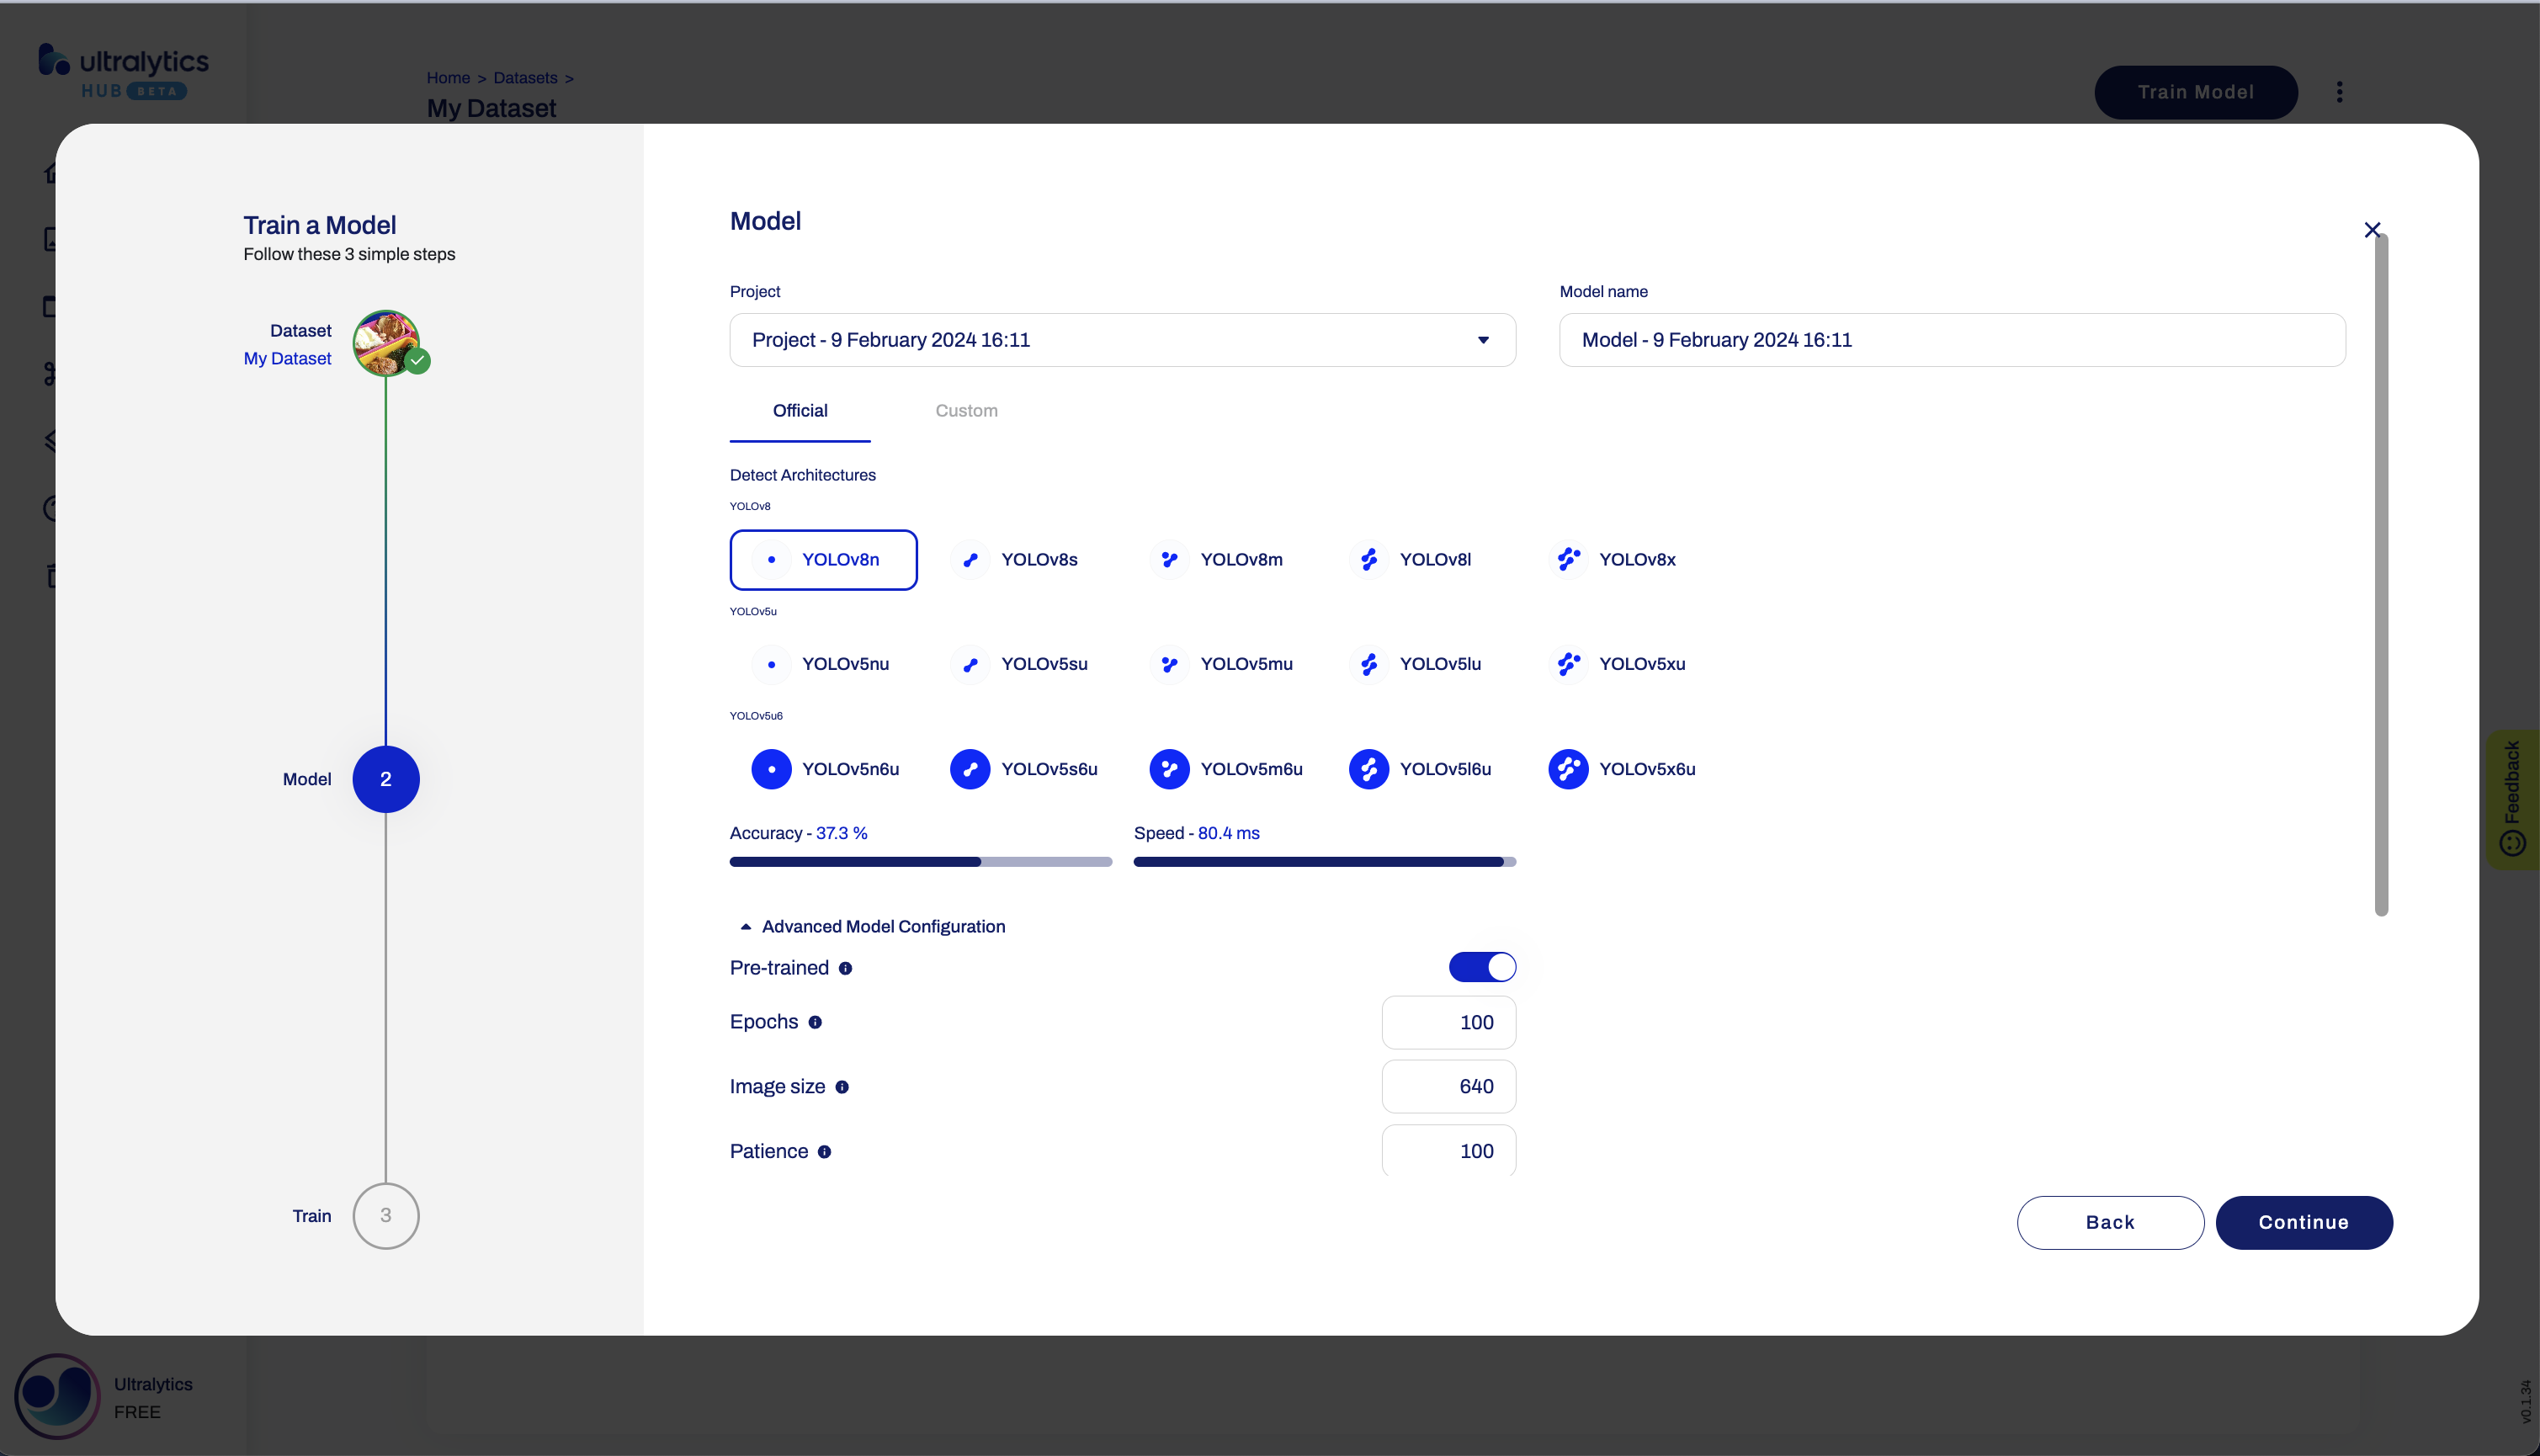 ultralytics
HUB BETA
Home > Datasets >
My Dataset
Train Model
Train a Model
Follow these 3 simple steps
Dataset
My Dataset
Model
2
Train
3
Model
Project
Project - 9 February 2024 16:11
Model name
Model - 9 February 2024 16:11
Official
Custom
Detect Architectures
YOLOv8
YOLOv8n
YOLOv8s
YOLOv8m
YOLOv8l
YOLOv8x
YOLOv5u
YOLOv5nu
YOLOv5su
YOLOv5mu
YOLOv5lu
YOLOv5xu
YOLOv5u6
YOLOv5n6u
YOLOv5s6u
YOLOv5m6u
YOLOv5l6u
YOLOv5x6u
Accuracy - 37.3 %
Speed - 80.4 ms
Advanced Model Configuration
Pre-trained
Epochs
100
Image size
640
Patience
100
Back
Continue
Feedback
Ultralytics
FREE
v0.1.34